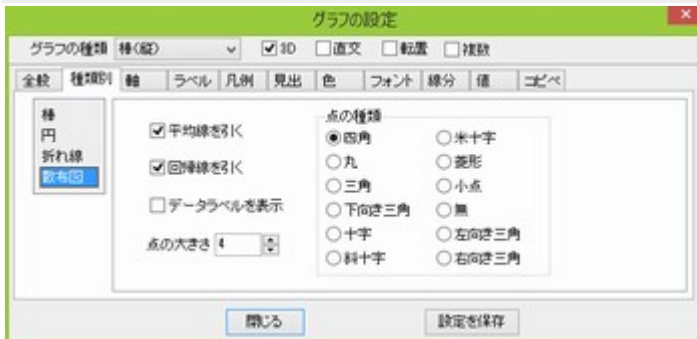 グラフの設定
グラフの種類 棒(縦) 3D 直交 転置 複数
全般 種類別 軸 ラベル 凡例 見出 色 フォント 線分 値 コピペ
棒
円
折れ線
散布図
平均線を引く
回帰線を引く
データラベルを表示
点の大きさ 4
点の種類
四角 米十字
丸 菱形
三角 小点
下向き三角 無
十字 左向き三角
斜十字 右向き三角
閉じる 設定を保存